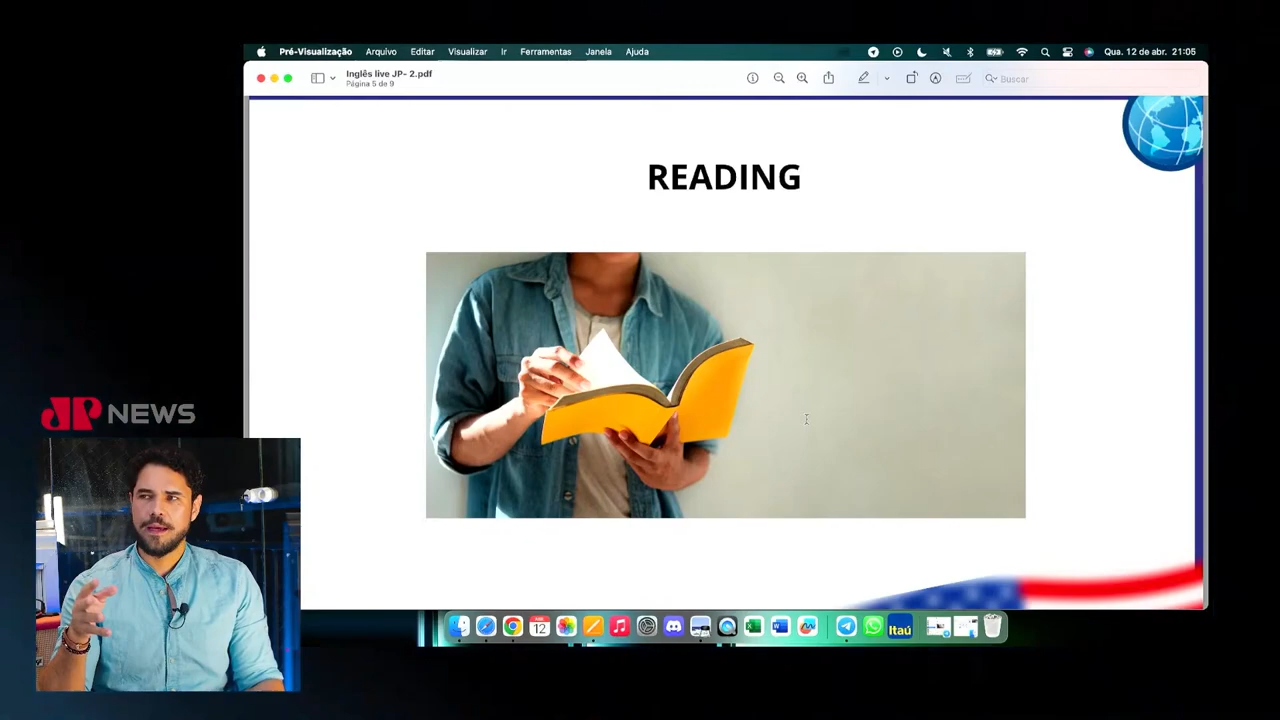 Pré-Visualização Arquivo Editar Visualizar Ir Ferramentas Janela Ajuda Qua. 12 de abr. 21:05
Inglês live JP- 2.pdf
Página 5 de 9
Buscar
READING
JP NEWS
12
Itaú